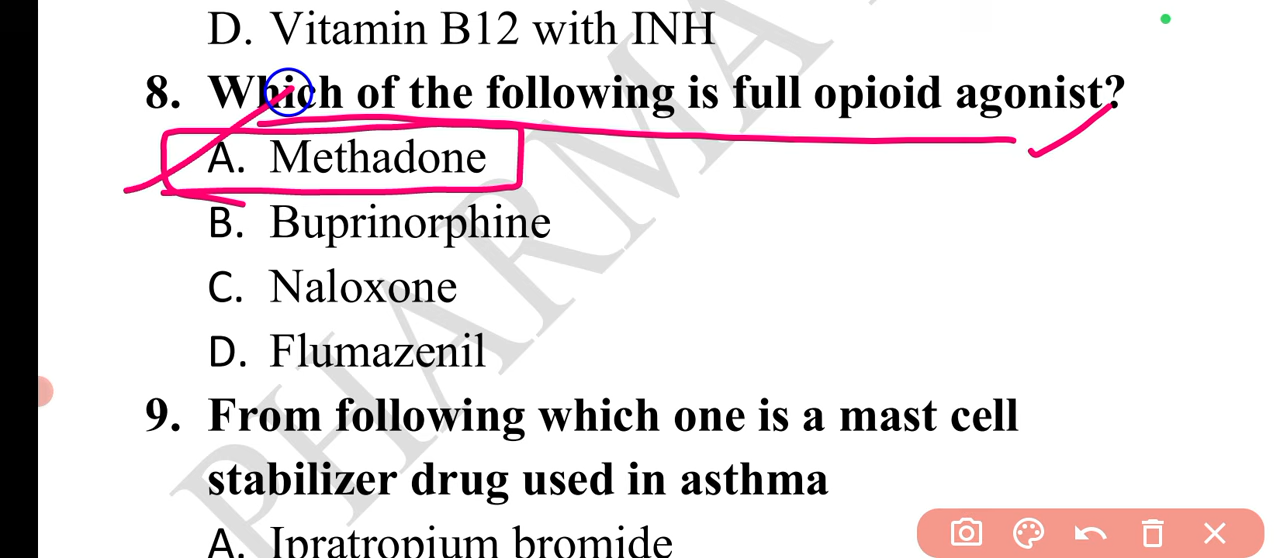 D. Vitamin B12 with INH
8. Which of the following is full opioid agonist?
A. Methadone
B. Buprinorphine
C. Naloxone
D. Flumazenil
9. From following which one is a mast cell
stabilizer drug used in asthma
A. Ipratropium bromide
PHARMA